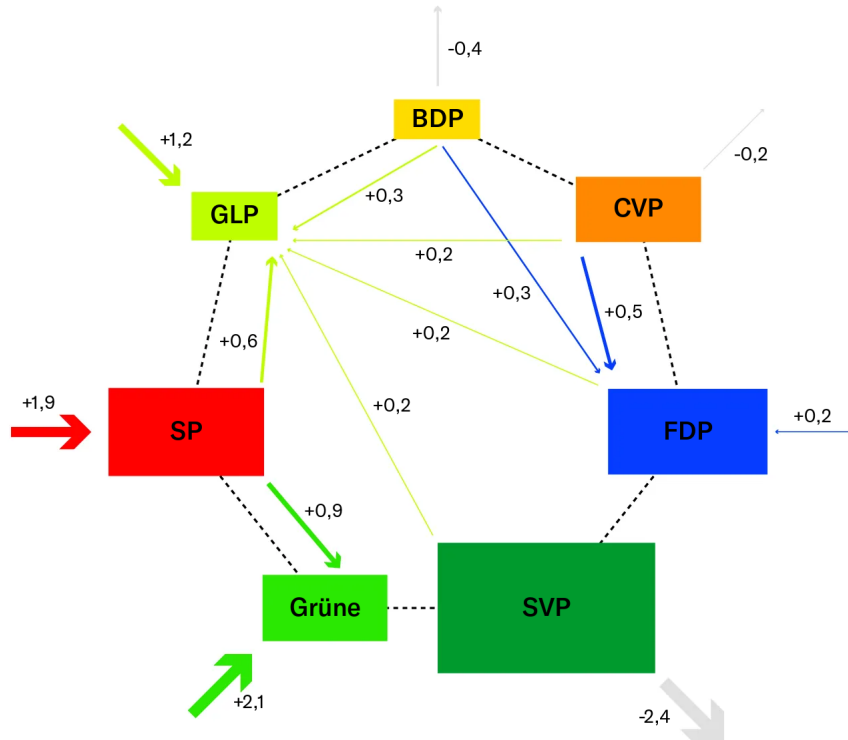 -0,4
BDP
+1,2
-0,2
+0,3
GLP
CVP
+0,2
+0,3
+0,5
+0,6
+0,2
+1,9
+0,2
+0,2
SP
FDP
+0,9
Grüne
SVP
+2,1
-2,4